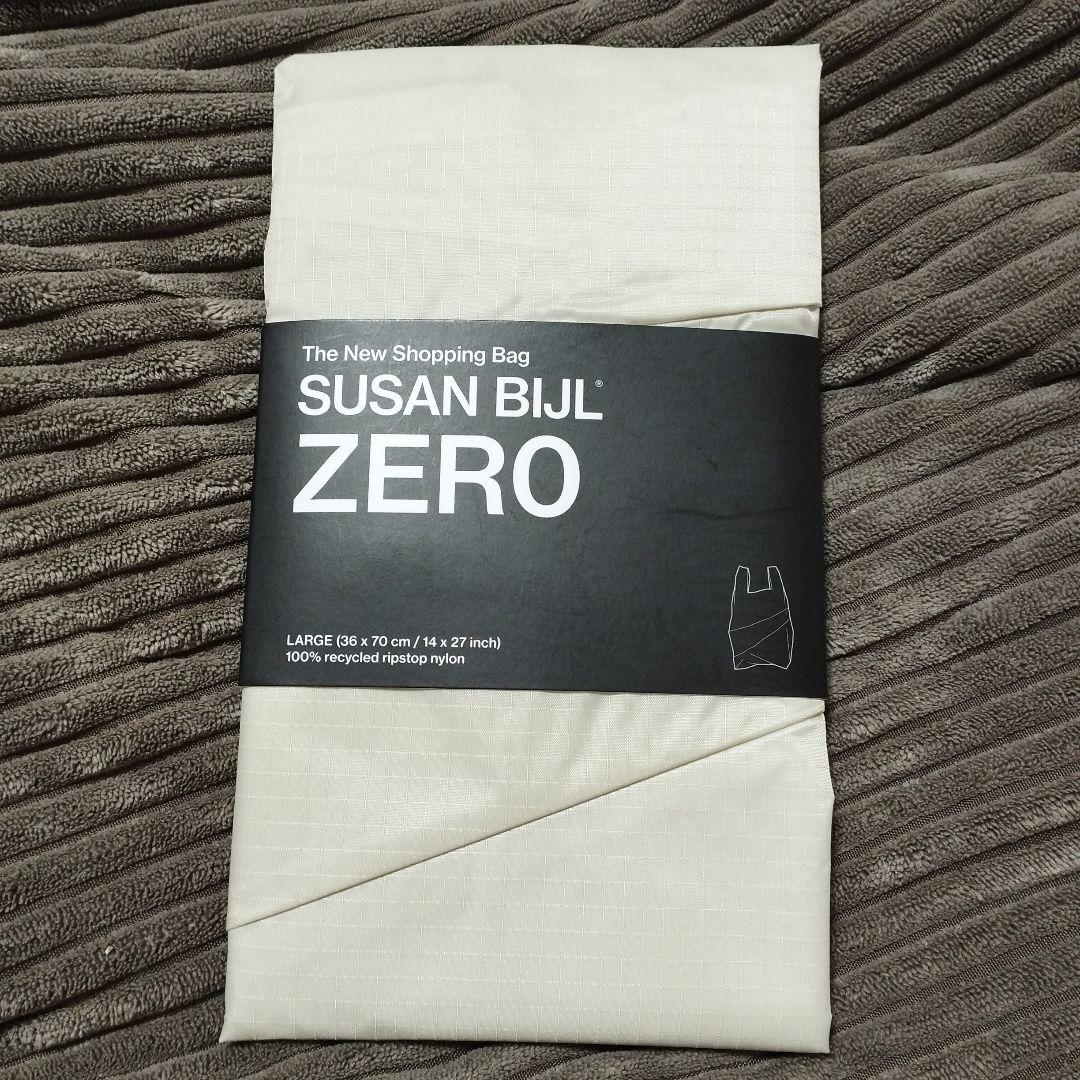 The New Shopping Bag
SUSAN BIJL®
ZERO
LARGE (36 x 70 cm / 14 x 27 inch)
100% recycled ripstop nylon